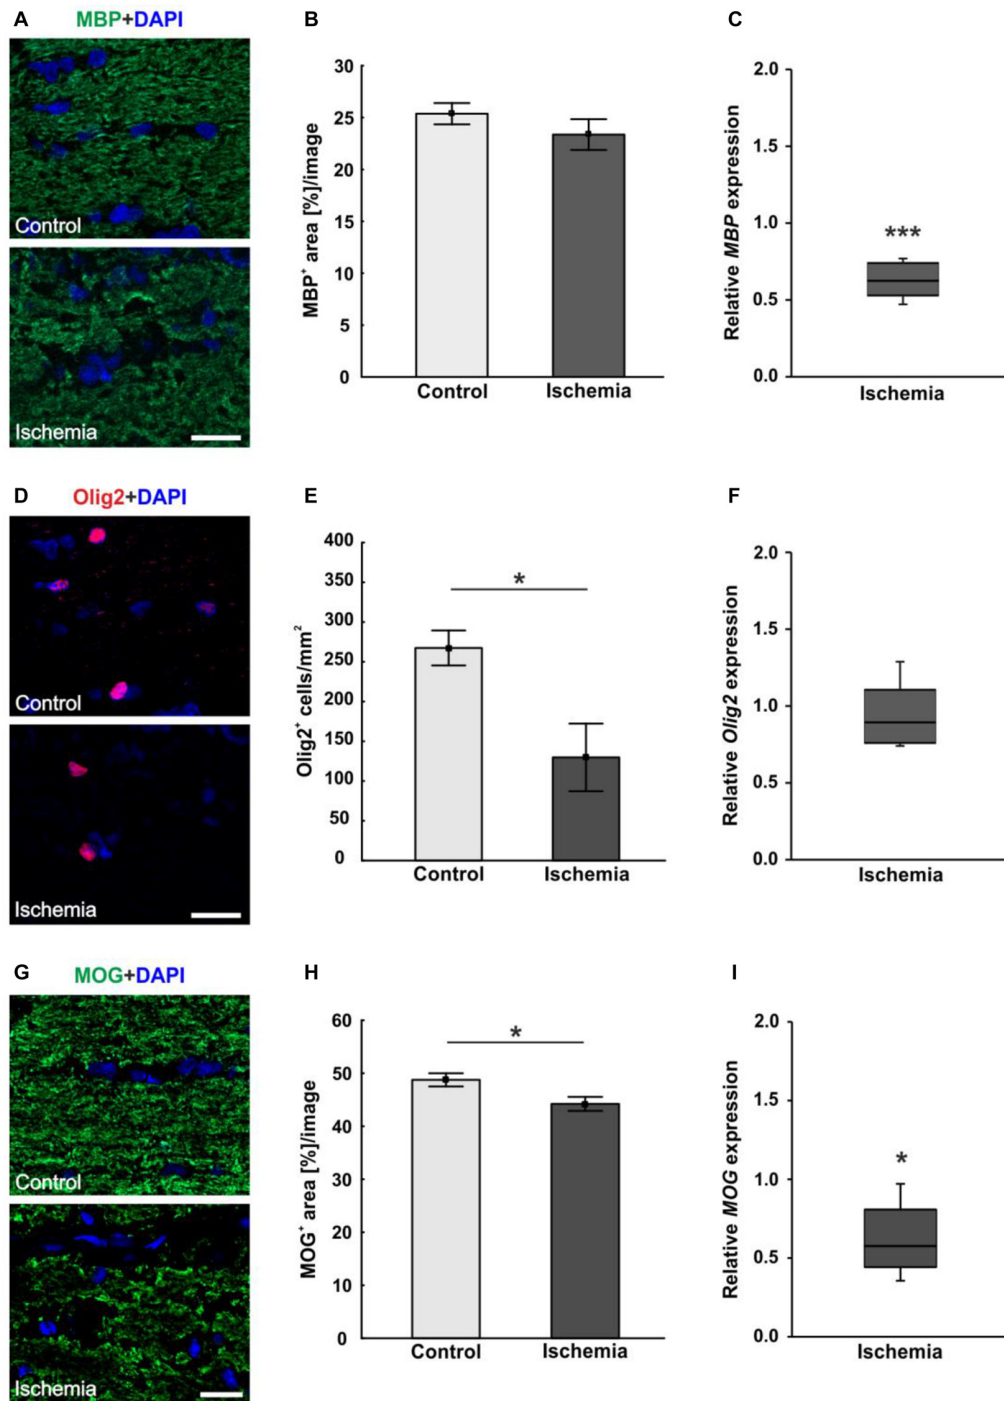 A
MBP+DAPI
Control
Ischemia
B
MBP⁺ area [%]/image
30
25
20
15
10
5
0
Control
Ischemia
C
Relative MBP expression
2.0
1.5
1.0
0.5
0.0
***
Ischemia
D
Olig2+DAPI
Control
Ischemia
E
Olig2⁺ cells/mm²
400
350
300
250
200
150
100
50
0
*
Control
Ischemia
F
Relative Olig2 expression
2.0
1.5
1.0
0.5
0.0
Ischemia
G
MOG+DAPI
Control
Ischemia
H
MOG⁺ area [%]/image
60
50
40
30
20
10
0
*
Control
Ischemia
I
Relative MOG expression
2.0
1.5
1.0
0.5
0.0
*
Ischemia